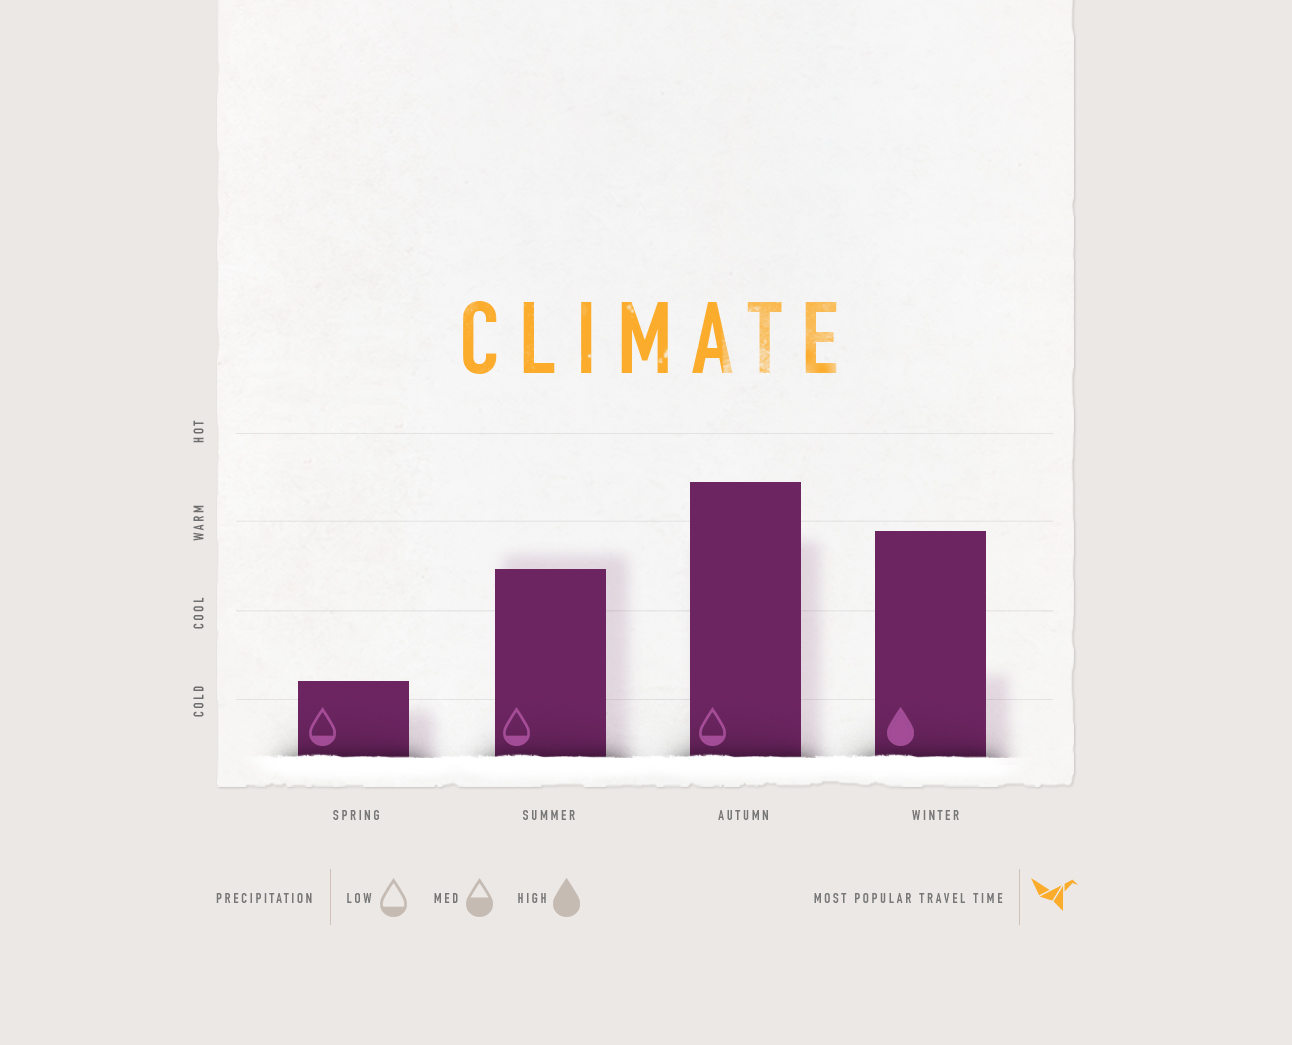 CLIMATE
HOT
WARM
COOL
COLD
SPRING SUMMER AUTUMN WINTER
PRECIPITATION LOW MED HIGH MOST POPULAR TRAVEL TIME